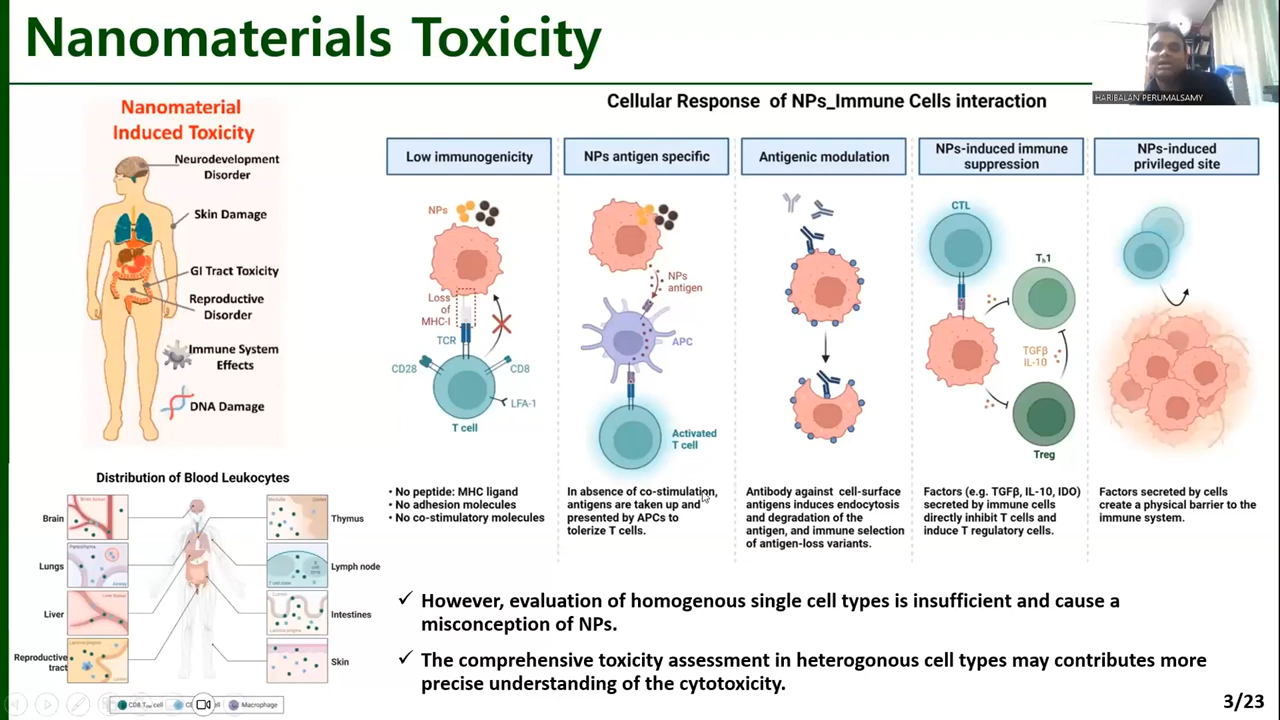 Nanomaterials Toxicity
HARIBALAN PERUMALSAMY
Nanomaterial
Induced Toxicity
Neurodevelopment
Disorder
Skin Damage
GI Tract Toxicity
Reproductive
Disorder
Immune System
Effects
DNA Damage
Distribution of Blood Leukocytes
Brain
Thymus
Lungs
Lymph node
Liver
Intestines
Reproductive
tract
Skin
Macrophage
Cellular Response of NPs_Immune Cells interaction
Low immunogenicity
NPs
Loss
of
MHC-I
TCR
CD28
CD8
LFA-1
T cell
• No peptide: MHC ligand
• No adhesion molecules
• No co-stimulatory molecules
NPs antigen specific
NPs
antigen
APC
Activated
T cell
In absence of co-stimulation,
antigens are taken up and
presented by APCs to
tolerize T cells.
Antigenic modulation
Antibody against cell-surface
antigens induces endocytosis
and degradation of the
antigen, and immune selection
of antigen-loss variants.
NPs-induced immune
suppression
CTL
Th1
TGFβ
IL-10
Treg
Factors (e.g. TGFβ, IL-10, IDO)
secreted by immune cells
directly inhibit T cells and
induce T regulatory cells.
NPs-induced
privileged site
Factors secreted by cells
create a physical barrier to the
immune system.
✓ However, evaluation of homogenous single cell types is insufficient and cause a
misconception of NPs.
✓ The comprehensive toxicity assessment in heterogonous cell types may contributes more
precise understanding of the cytotoxicity.
3/23